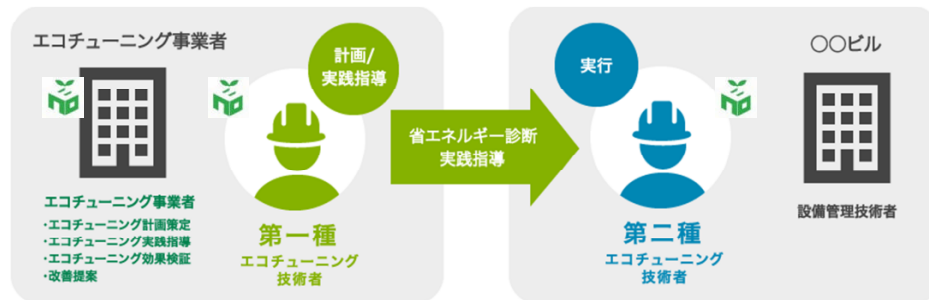 エコチューニング事業者
計画/
実践指導
エコチューニング事業者
・エコチューニング計画策定
・エコチューニング実践指導
・エコチューニング効果検証
・改善提案
第一種
エコチューニング
技術者
省エネルギー診断
実践指導
実行
第二種
エコチューニング
技術者
〇〇ビル
設備管理技術者